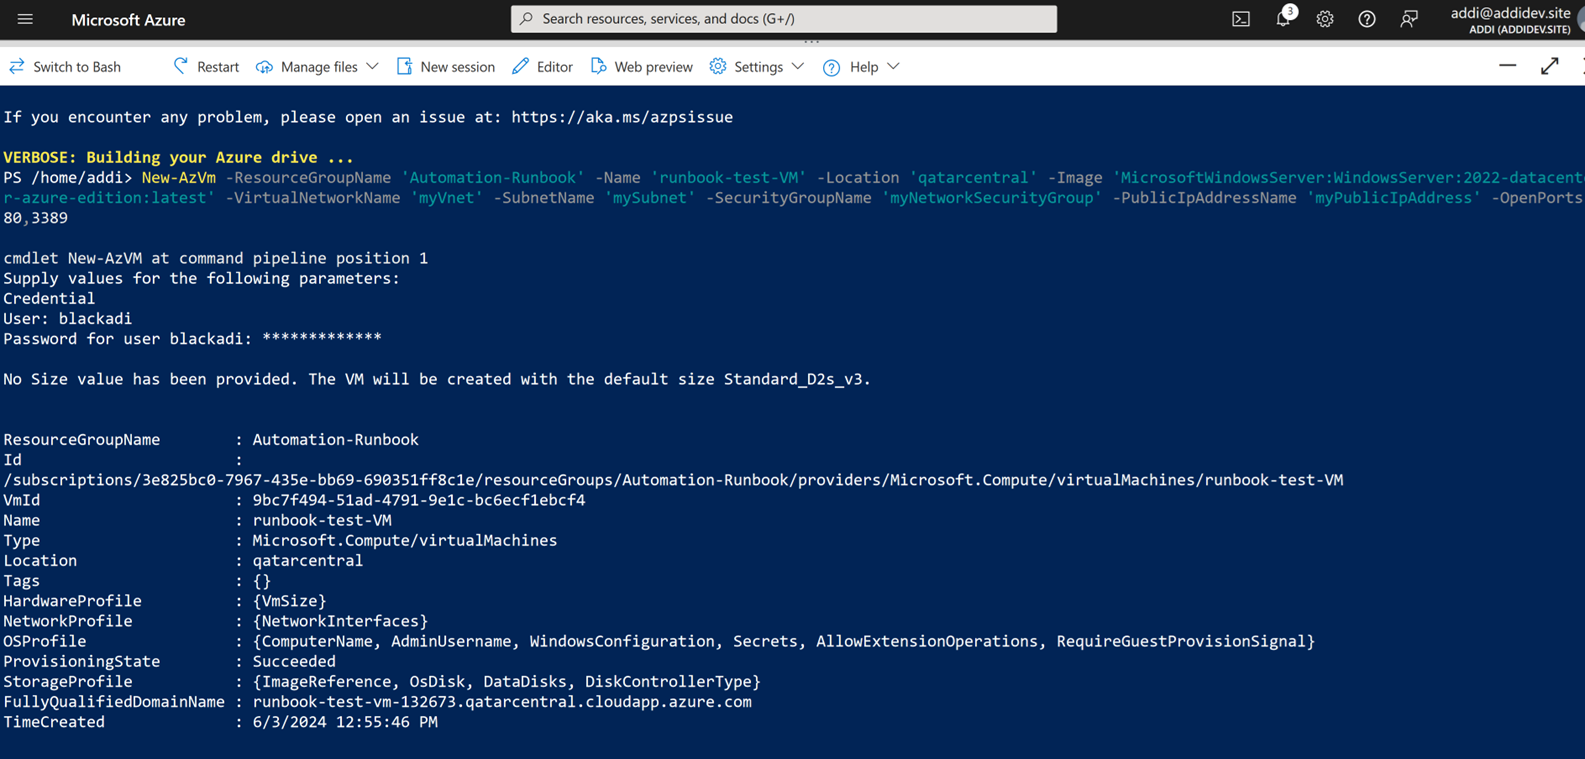 Microsoft Azure
Search resources, services, and docs (G+/)
3
addi@addidev.site
ADDI (ADDIDEV.SITE)
Switch to Bash
Restart
Manage files
New session
Editor
Web preview
Settings
Help
If you encounter any problem, please open an issue at: https://aka.ms/azpsissue
VERBOSE: Building your Azure drive ...
PS /home/addi> New-AzVm -ResourceGroupName 'Automation-Runbook' -Name 'runbook-test-VM' -Location 'qatarcentral' -Image 'MicrosoftWindowsServer:WindowsServer:2022-datacente
r-azure-edition:latest' -VirtualNetworkName 'myVnet' -SubnetName 'mySubnet' -SecurityGroupName 'myNetworkSecurityGroup' -PublicIpAddressName 'myPublicIpAddress' -OpenPorts
80,3389
cmdlet New-AzVM at command pipeline position 1
Supply values for the following parameters:
Credential
User: blackadi
Password for user blackadi: *************
No Size value has been provided. The VM will be created with the default size Standard_D2s_v3.
ResourceGroupName : Automation-Runbook
Id :
/subscriptions/3e825bc0-7967-435e-bb69-690351ff8c1e/resourceGroups/Automation-Runbook/providers/Microsoft.Compute/virtualMachines/runbook-test-VM
VmId : 9bc7f494-51ad-4791-9e1c-bc6ecf1ebcf4
Name : runbook-test-VM
Type : Microsoft.Compute/virtualMachines
Location : qatarcentral
Tags : {}
HardwareProfile : {VmSize}
NetworkProfile : {NetworkInterfaces}
OSProfile : {ComputerName, AdminUsername, WindowsConfiguration, Secrets, AllowExtensionOperations, RequireGuestProvisionSignal}
ProvisioningState : Succeeded
StorageProfile : {ImageReference, OsDisk, DataDisks, DiskControllerType}
FullyQualifiedDomainName : runbook-test-vm-132673.qatarcentral.cloudapp.azure.com
TimeCreated : 6/3/2024 12:55:46 PM